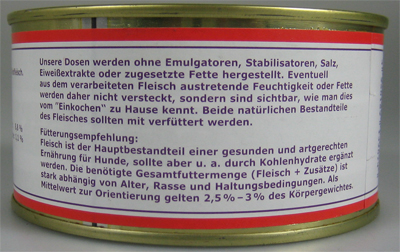 Unsere Dosen werden ohne Emulgatoren, Stabilisatoren, Salz,
Eiweißextrakte oder zugesetzte Fette hergestellt. Eventuell
aus dem verarbeiteten Fleisch austretende Feuchtigkeit oder Fette
werden daher nicht versteckt, sondern sind sichtbar, wie man dies
vom "Einkochen" zu Hause kennt. Beide natürlichen Bestandteile
des Fleisches sollten mit verfüttert werden.
Fütterungsempfehlung:
Fleisch ist der Hauptbestandteil einer gesunden und artgerechten
Ernährung für Hunde, sollte aber u. a. durch Kohlenhydrate ergänzt
werden. Die benötigte Gesamtfuttermenge (Fleisch + Zusätze) ist
stark abhängig von Alter, Rasse und Haltungsbedingungen. Als
Mittelwert zur Orientierung gelten 2,5% – 3% des Körpergewichtes.